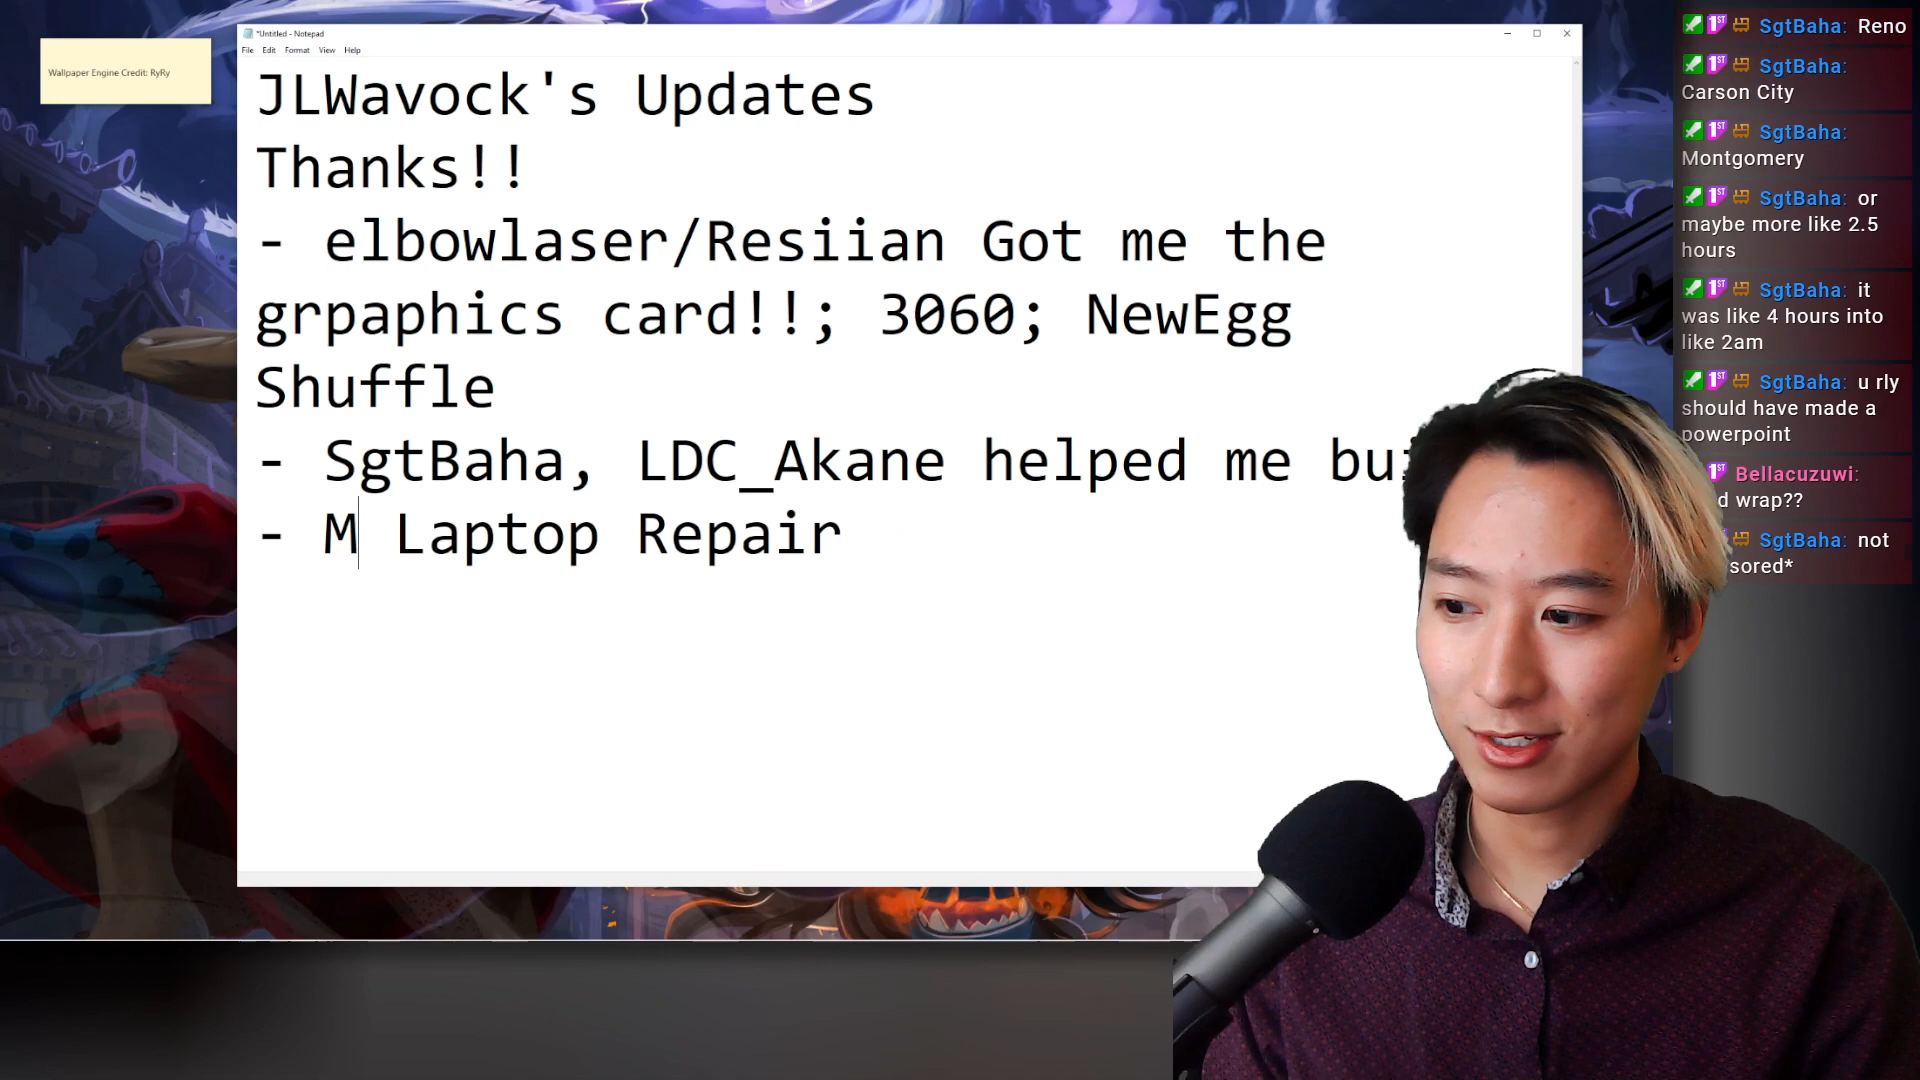 Wallpaper Engine Credit: RyRy
*Untitled - Notepad
File Edit Format View Help
JLWavock's Updates
Thanks!!
- elbowlaser/Resiian Got me the
grpaphics card!!; 3060; NewEgg
Shuffle
- SgtBaha, LDC_Akane helped me
- M Laptop Repair
SgtBaha: Reno
SgtBaha:
Carson City
SgtBaha:
Montgomery
SgtBaha: or
maybe more like 2.5
hours
SgtBaha: it
was like 4 hours into
like 2am
SgtBaha: u rly
should have made a
powerpoint
Bellacuzuwi:
wrap??
SgtBaha: not
sored*